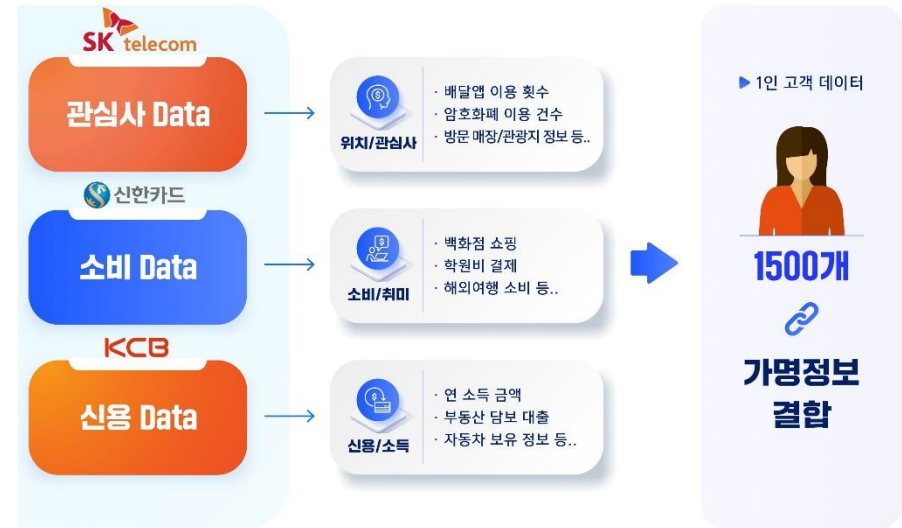 SK telecom
관심사 Data
위치/관심사
· 배달앱 이용 횟수
· 암호화폐 이용 건수
· 방문 매장/관광지 정보 등..
신한카드
소비 Data
소비/취미
· 백화점 쇼핑
· 학원비 결제
· 해외여행 소비 등..
KCB
신용 Data
신용/소득
· 연 소득 금액
· 부동산 담보 대출
· 자동차 보유 정보 등..
▶ 1인 고객 데이터
1500개
가명정보
결합